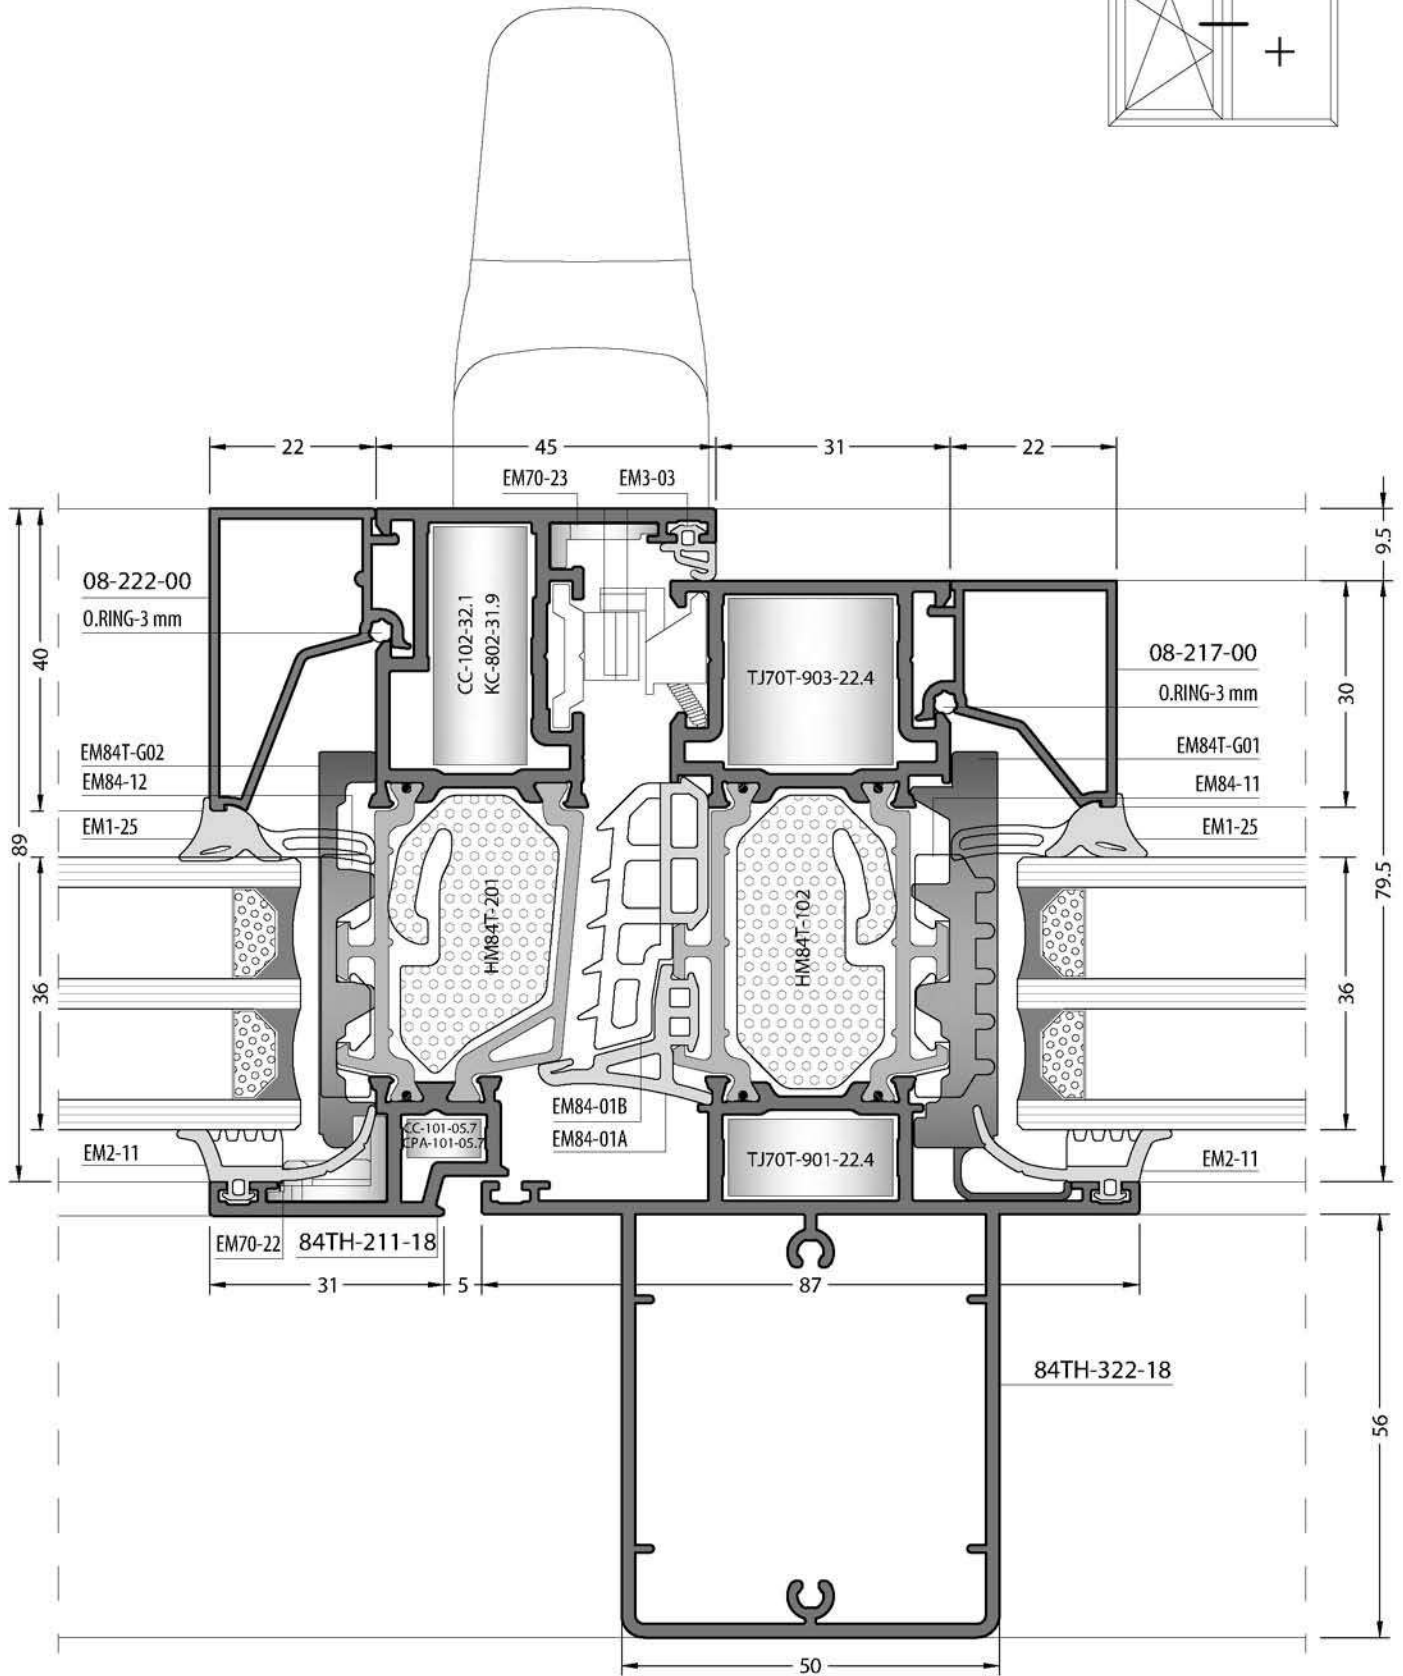 22
45
31
22
EM70-23
EM3-03
9.5
08-222-00
O.RING-3 mm
CC-102-32.1
KC-802-31.9
TJ70T-903-22.4
08-217-00
O.RING-3 mm
40
30
EM84T-G02
EM84-12
EM1-25
EM84T-G01
EM84-11
EM1-25
89
79.5
HM84T-201
HM84T-102
36
36
EM84-01B
EM84-01A
CC-101-05.7
CPA-101-05.7
TJ70T-901-22.4
EM2-11
EM2-11
EM70-22
84TH-211-18
31
5
87
84TH-322-18
56
50